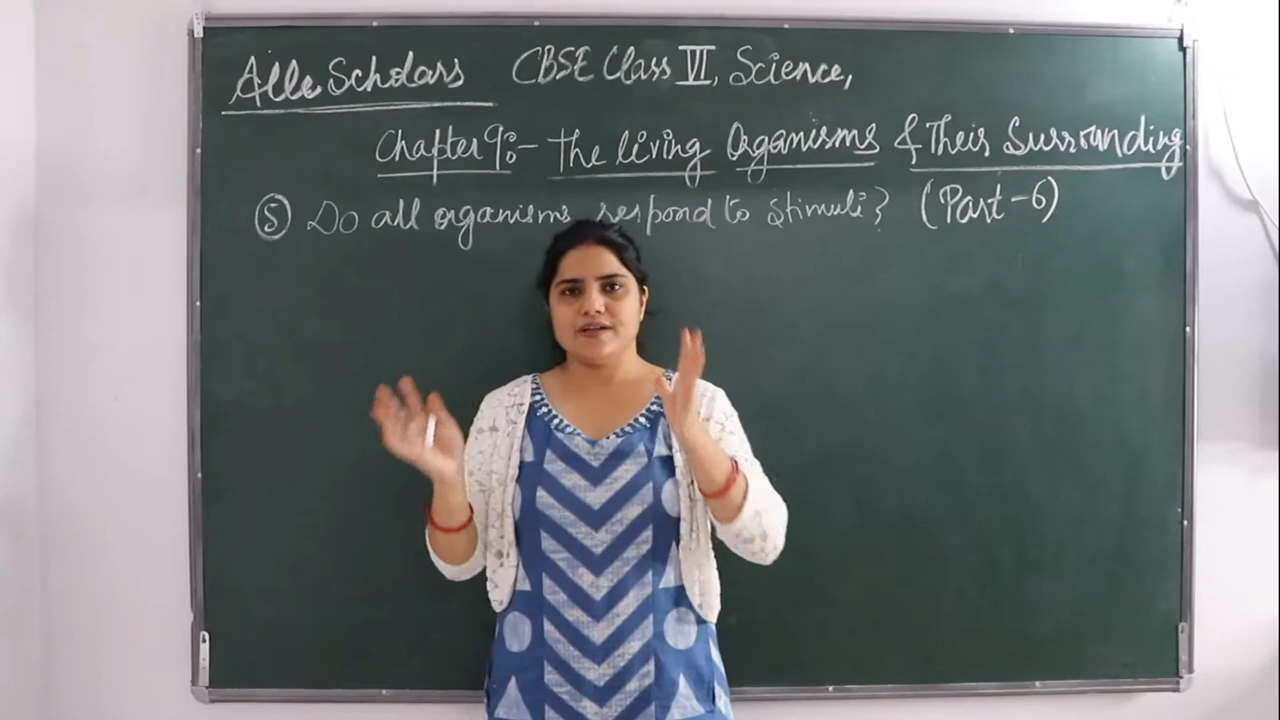 Alle Scholars CBSE Class VI, Science,
Chapter 9:- The living Organisms & Their Surrounding.
⑤ Do all organisms respond to stimuli? (Part-6)